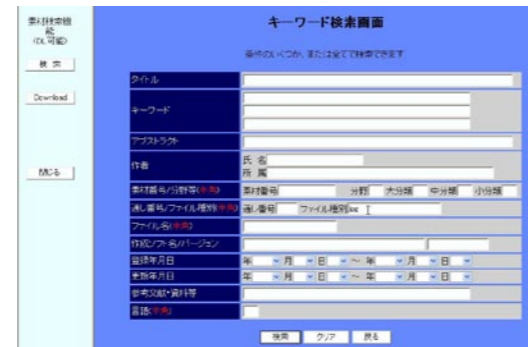 素材検索機
能
(DL可能)
検 索
Download
閉じる
キーワード検索画面
条件のいくつか、または全てで検索できます
タイトル
キーワード
アブストラクト
作者
氏 名
所 属
素材番号/分野等(半角) 素材番号 分野 大分類 中分類 小分類
通し番号/ファイル種別(半角) 通し番号 ファイル種別
ファイル名(半角)
作成ソフト名/バージョン
登録年月日 年 月 日 ~ 年 月 日
更新年月日 年 月 日 ~ 年 月 日
参考文献・資料等
言語(半角)
検索 クリア 戻る